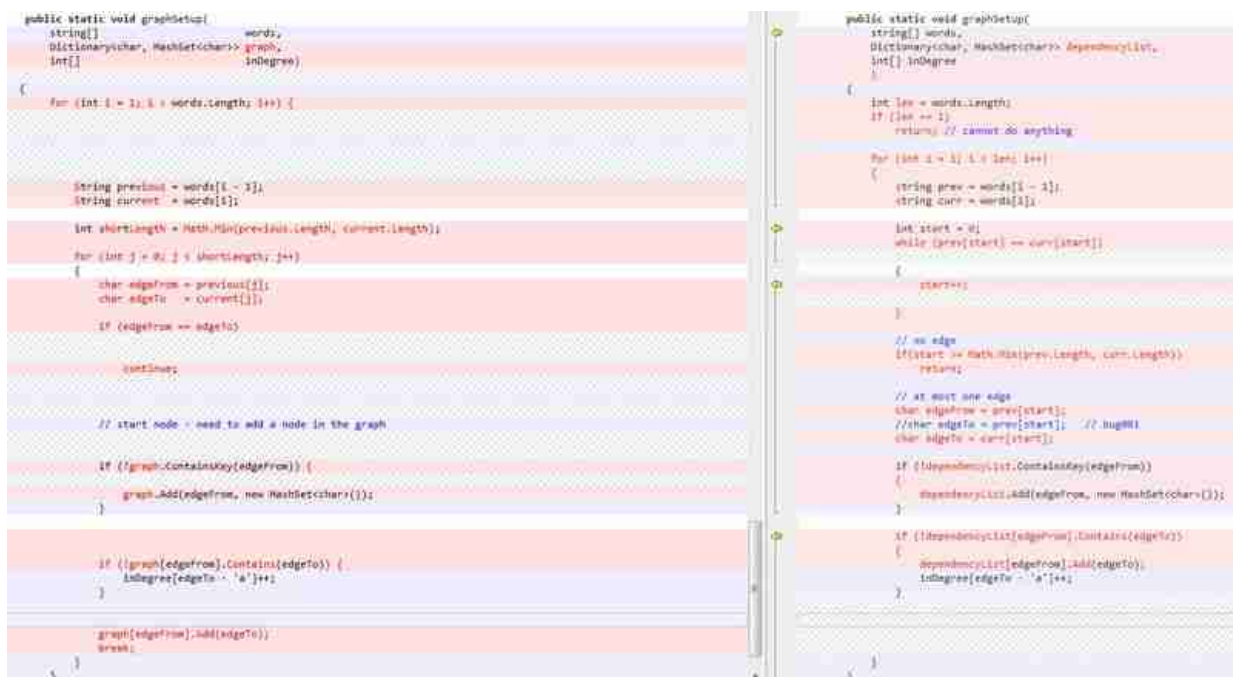 public static void graphSetup(
string[] words,
Dictionary<char, HashSet<char>> graph,
int[] inDegree)
{
for (int i = 1; i < words.Length; i++) {
String previous = words[i - 1];
String current = words[i];
int shortLength = Math.Min(previous.Length, current.Length);
for (int j = 0; j < shortLength; j++)
{
char edgeFrom = previous[j];
char edgeTo = current[j];
if (edgeFrom == edgeTo)
continue;
// start node - need to add a node in the graph
if (!graph.ContainsKey(edgeFrom)) {
graph.Add(edgeFrom, new HashSet<char>());
}
if (!graph[edgeFrom].Contains(edgeTo)) {
inDegree[edgeTo - 'a']++;
}
graph[edgeFrom].Add(edgeTo);
break;
}
}
public static void graphSetup(
string[] words,
Dictionary<char, HashSet<char>> dependencyList,
int[] inDegree
)
{
int len = words.Length;
if (len == 1)
return; // cannot do anything
for (int i = 1; i < len; i++)
{
string prev = words[i - 1];
string curr = words[i];
int start = 0;
while (prev[start] == curr[start])
{
start++;
}
// no edge
if(start >= Math.Min(prev.Length, curr.Length))
return;
// at most one edge
char edgeFrom = prev[start];
//char edgeTo = prev[start]; // bug001
char edgeTo = curr[start];
if (!dependencyList.ContainsKey(edgeFrom))
{
dependencyList.Add(edgeFrom, new HashSet<char>());
}
if (!dependencyList[edgeFrom].Contains(edgeTo))
{
dependencyList[edgeFrom].Add(edgeTo);
inDegree[edgeTo - 'a']++;
}
}
}